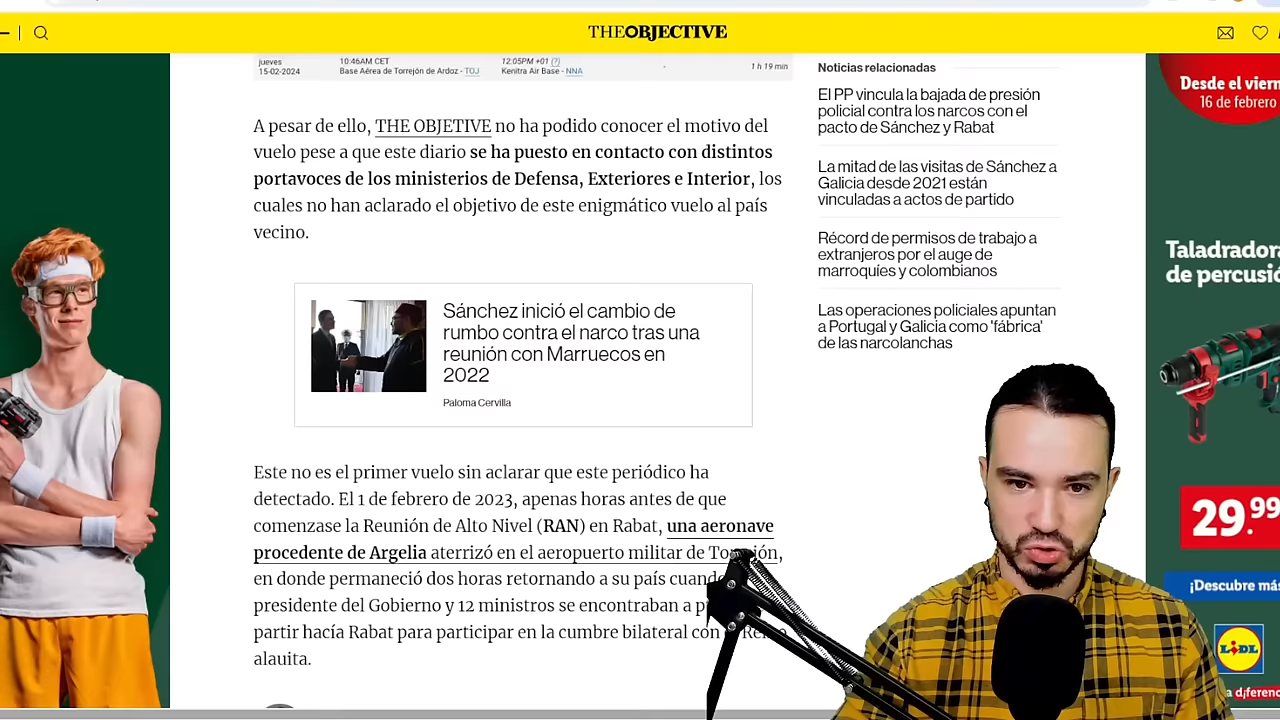 THE OBJECTIVE
jueves
15-02-2024
10:46AM CET
Base Aérea de Torrejón de Ardoz - TOJ
12:05PM +01 (?)
Kenitra Air Base - NNA
-
1 h 19 min
A pesar de ello, THE OBJETIVE no ha podido conocer el motivo del
vuelo pese a que este diario se ha puesto en contacto con distintos
portavoces de los ministerios de Defensa, Exteriores e Interior, los
cuales no han aclarado el objetivo de este enigmático vuelo al país
vecino.
Sánchez inició el cambio de
rumbo contra el narco tras una
reunión con Marruecos en
2022
Paloma Cervilla
Este no es el primer vuelo sin aclarar que este periódico ha
detectado. El 1 de febrero de 2023, apenas horas antes de que
comenzase la Reunión de Alto Nivel (RAN) en Rabat, una aeronave
procedente de Argelia aterrizó en el aeropuerto militar de
en donde permaneció dos horas retornando a su país
presidente del Gobierno y 12 ministros se encontraban a
partir hacía Rabat para participar en la cumbre bilateral con
alauita.
Noticias relacionadas
El PP vincula la bajada de presión
policial contra los narcos con el
pacto de Sánchez y Rabat
La mitad de las visitas de Sánchez a
Galicia desde 2021 están
vinculadas a actos de partido
Récord de permisos de trabajo a
extranjeros por el auge de
marroquíes y colombianos
Las operaciones policiales apuntan
a Portugal y Galicia como 'fábrica'
de las narcolanchas
Desde el
16 de febrero
Taladradora
de
29.99
¡Descubre
LIDL